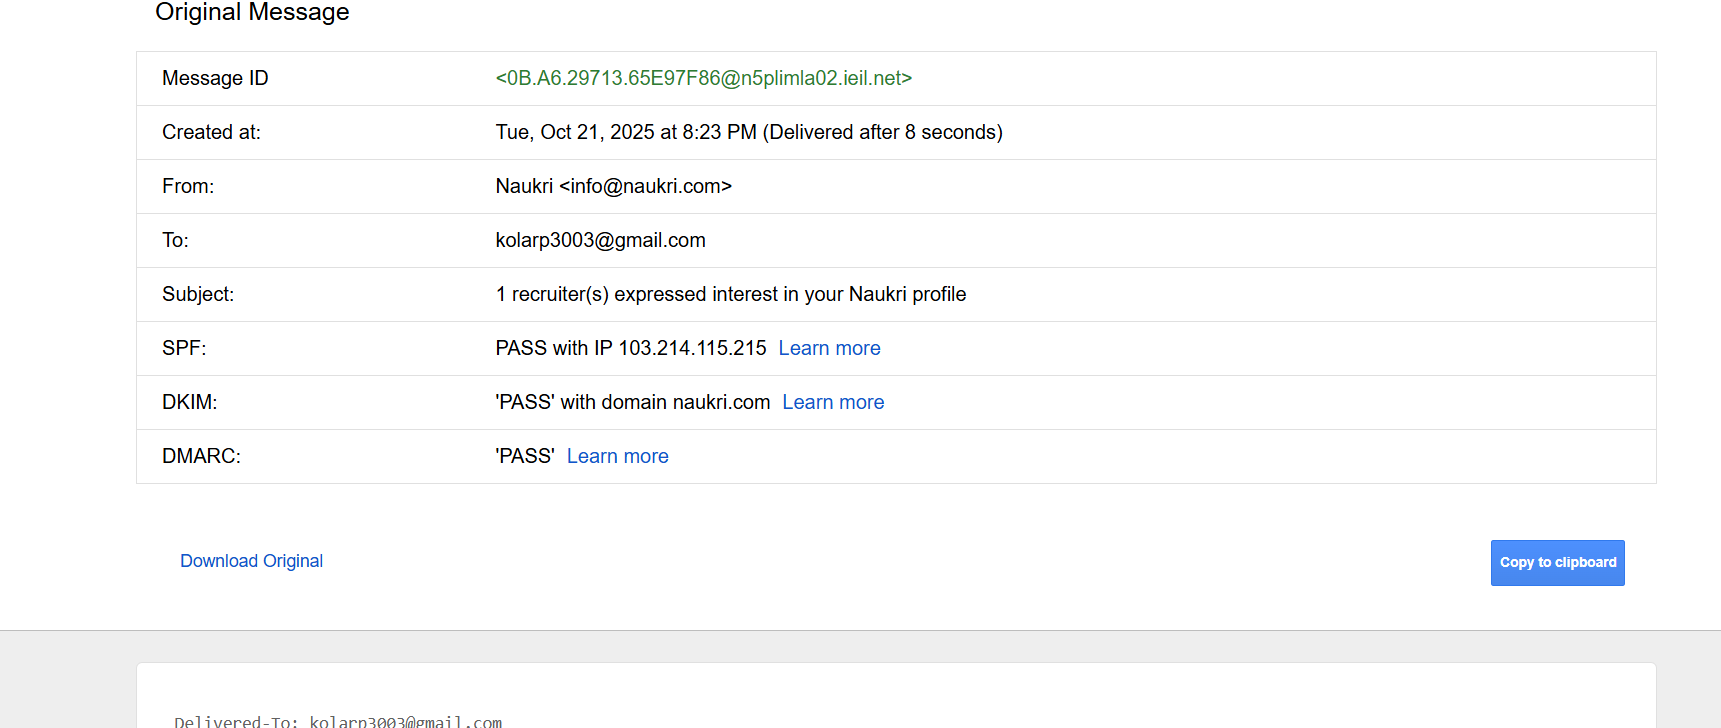 Original Message
Message ID <0B.A6.29713.65E97F86@n5plimla02.ieil.net>
Created at: Tue, Oct 21, 2025 at 8:23 PM (Delivered after 8 seconds)
From: Naukri <info@naukri.com>
To: kolarp3003@gmail.com
Subject: 1 recruiter(s) expressed interest in your Naukri profile
SPF: PASS with IP 103.214.115.215 Learn more
DKIM: 'PASS' with domain naukri.com Learn more
DMARC: 'PASS' Learn more
Download Original Copy to clipboard
Delivered-To: kolarp3003@gmail.com